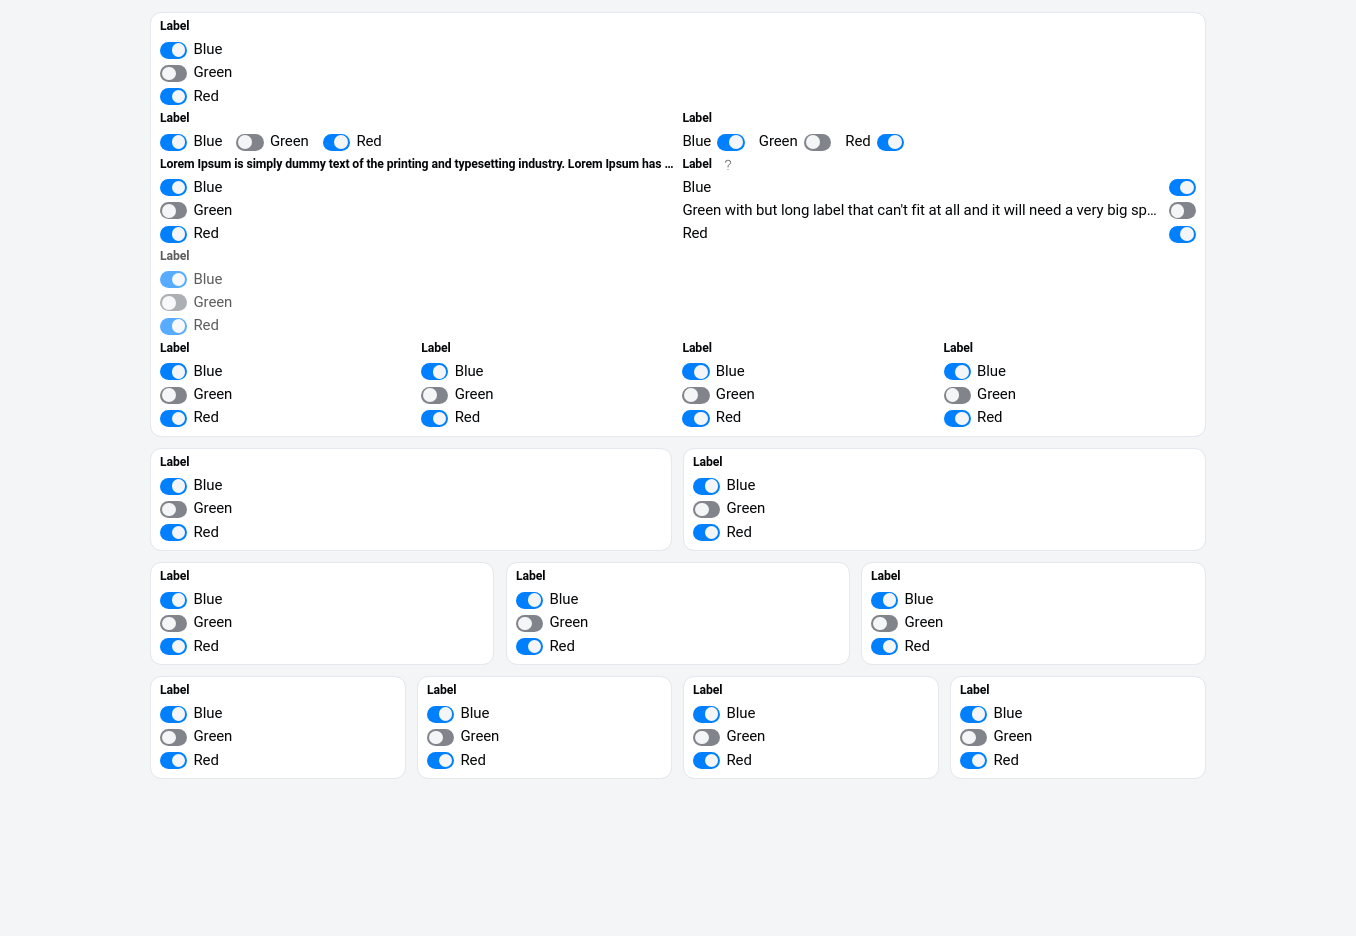 Label
Blue
Green
Red
Label
Blue Green Red
Label
Blue Green Red
Lorem Ipsum is simply dummy text of the printing and typesetting industry. Lorem Ipsum has ...
Blue
Green
Red
Label ?
Blue
Green with but long label that can't fit at all and it will need a very big sp...
Red
Label
Blue
Green
Red
Label
Blue
Green
Red
Label
Blue
Green
Red
Label
Blue
Green
Red
Label
Blue
Green
Red
Label
Blue
Green
Red
Label
Blue
Green
Red
Label
Blue
Green
Red
Label
Blue
Green
Red
Label
Blue
Green
Red
Label
Blue
Green
Red
Label
Blue
Green
Red
Label
Blue
Green
Red
Label
Blue
Green
Red